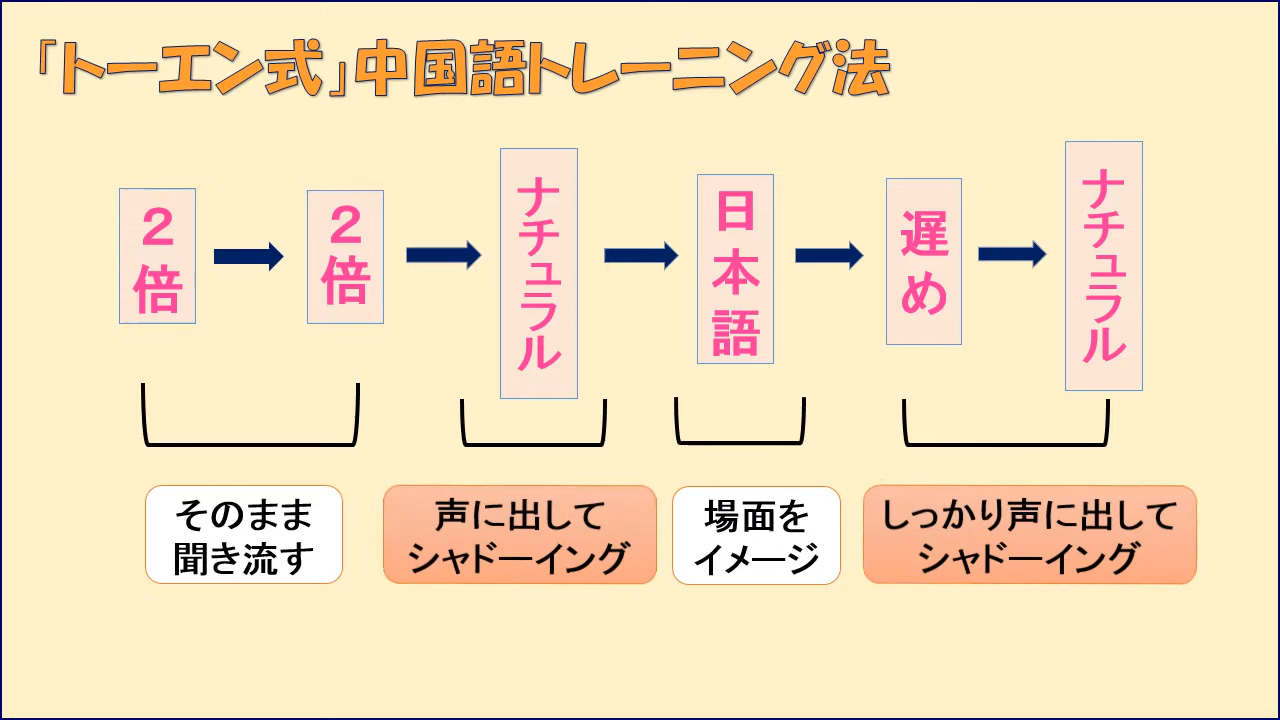 「トーエン式」中国語トレーニング法
2倍
2倍
ナチュラル
日本語
遅め
ナチュラル
そのまま
聞き流す
声に出して
シャドーイング
場面を
イメージ
しっかり声に出して
シャドーイング